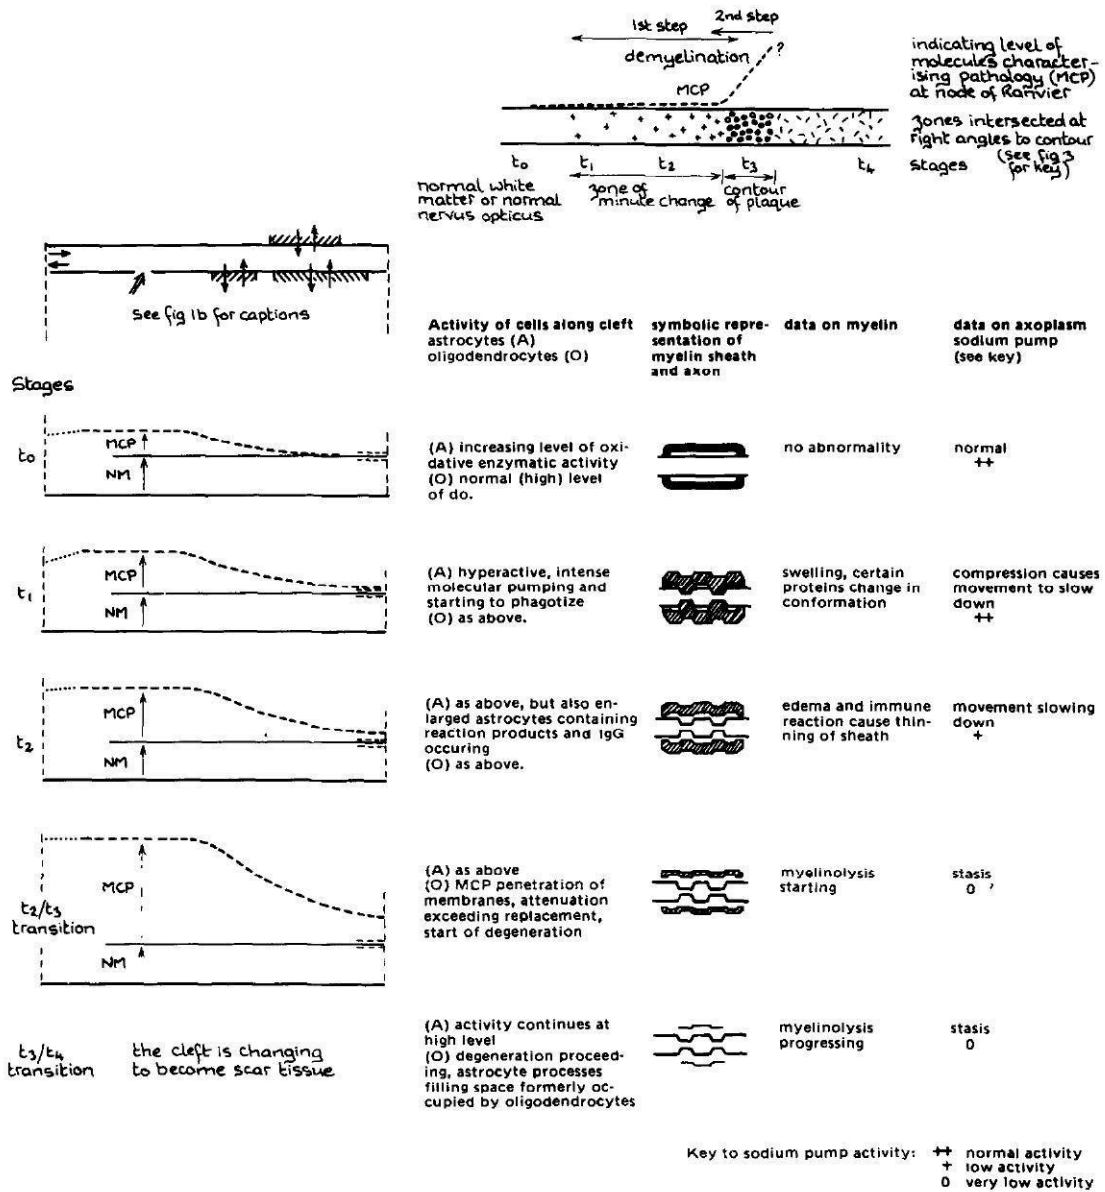 1st step
2nd step
demyelination
?
MCP
indicating level of
molecules character-
ising pathology (MCP)
at node of Ranvier
zones intersected at
right angles to contour
(see fig 3
for key)
stages
t0 t1 t2 t3 t4
normal white
matter or normal
nervus opticus
zone of
minute change
contour
of plaque
see fig 1b for captions
Activity of cells along cleft
astrocytes (A)
oligodendrocytes (O)
symbolic repre-
sentation of
myelin sheath
and axon
data on myelin
data on axoplasm
sodium pump
(see key)
Stages
t0
MCP
NM
(A) increasing level of oxi-
dative enzymatic activity
(O) normal (high) level
of do.
no abnormality
normal
++
t1
MCP
NM
(A) hyperactive, intense
molecular pumping and
starting to phagotize
(O) as above.
swelling, certain
proteins change in
conformation
compression causes
movement to slow
down
++
t2
MCP
NM
(A) as above, but also en-
larged astrocytes containing
reaction products and IgG
occuring
(O) as above.
edema and immune
reaction cause thin-
ning of sheath
movement slowing
down
+
t2/t3
transition
MCP
NM
(A) as above
(O) MCP penetration of
membranes, attenuation
exceeding replacement,
start of degeneration
myelinolysis
starting
stasis
0
t3/t4
transition
the cleft is changing
to become scar tissue
(A) activity continues at
high level
(O) degeneration proceed-
ing, astrocyte processes
filling space formerly oc-
cupied by oligodendrocytes
myelinolysis
progressing
stasis
0
Key to sodium pump activity: ++ normal activity
+ low activity
0 very low activity